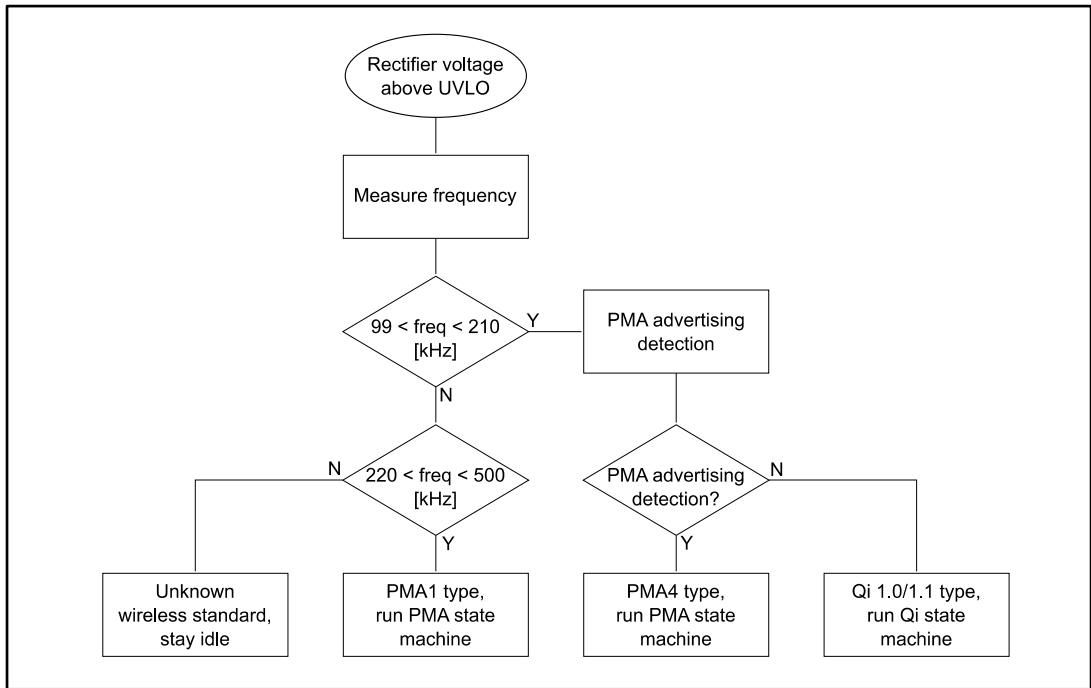 Rectifier voltage
above UVLO
Measure frequency
99 < freq < 210
[kHz]
Y
PMA advertising
detection
N
220 < freq < 500
[kHz]
N
Y
PMA advertising
detection?
N
Y
Unknown
wireless standard,
stay idle
PMA1 type,
run PMA state
machine
PMA4 type,
run PMA state
machine
Qi 1.0/1.1 type,
run Qi state
machine